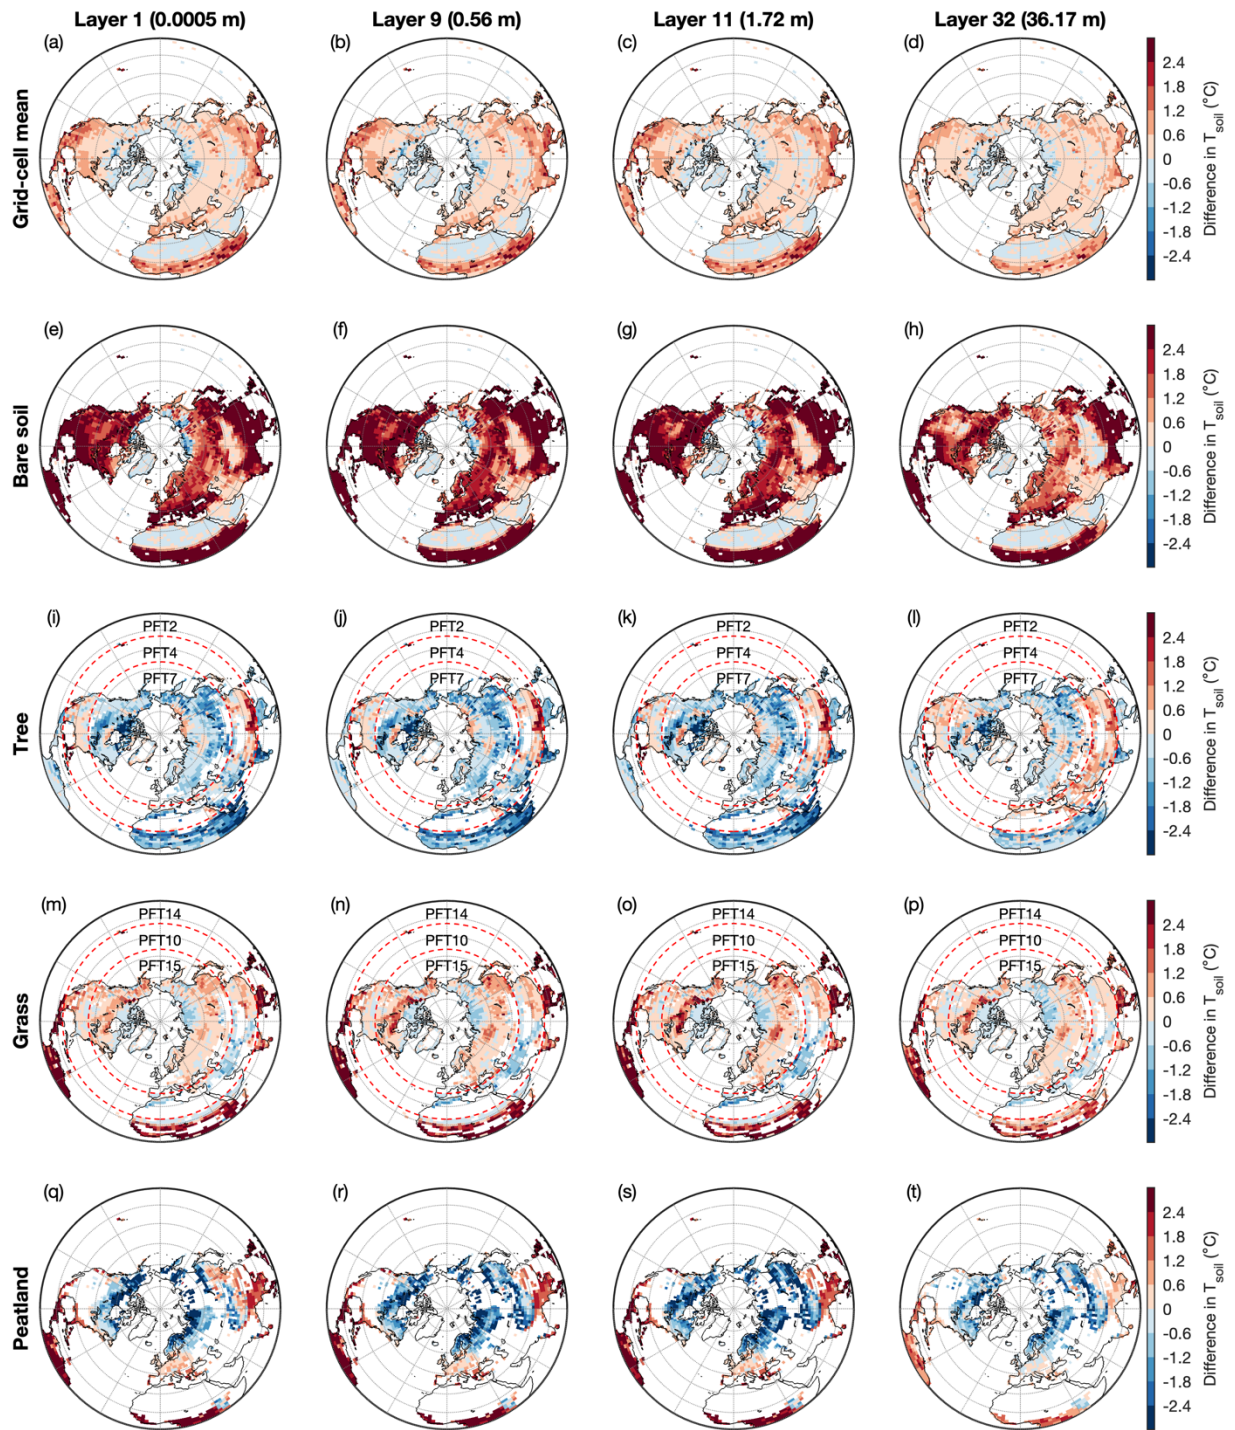 Layer 1 (0.0005 m) Layer 9 (0.56 m) Layer 11 (1.72 m) Layer 32 (36.17 m)
Grid-cell mean
(a) (b) (c) (d)
2.4
1.8
1.2
0.6
0
-0.6
-1.2
-1.8
-2.4
Difference in Tsoil (°C)
Bare soil
(e) (f) (g) (h)
2.4
1.8
1.2
0.6
0
-0.6
-1.2
-1.8
-2.4
Difference in Tsoil (°C)
Tree
(i) (j) (k) (l)
PFT2 PFT2 PFT2 PFT2
PFT4 PFT4 PFT4 PFT4
PFT7 PFT7 PFT7 PFT7
2.4
1.8
1.2
0.6
0
-0.6
-1.2
-1.8
-2.4
Difference in Tsoil (°C)
Grass
(m) (n) (o) (p)
PFT14 PFT14 PFT14 PFT14
PFT10 PFT10 PFT10 PFT10
PFT15 PFT15 PFT15 PFT15
2.4
1.8
1.2
0.6
0
-0.6
-1.2
-1.8
-2.4
Difference in Tsoil (°C)
Peatland
(q) (r) (s) (t)
2.4
1.8
1.2
0.6
0
-0.6
-1.2
-1.8
-2.4
Difference in Tsoil (°C)